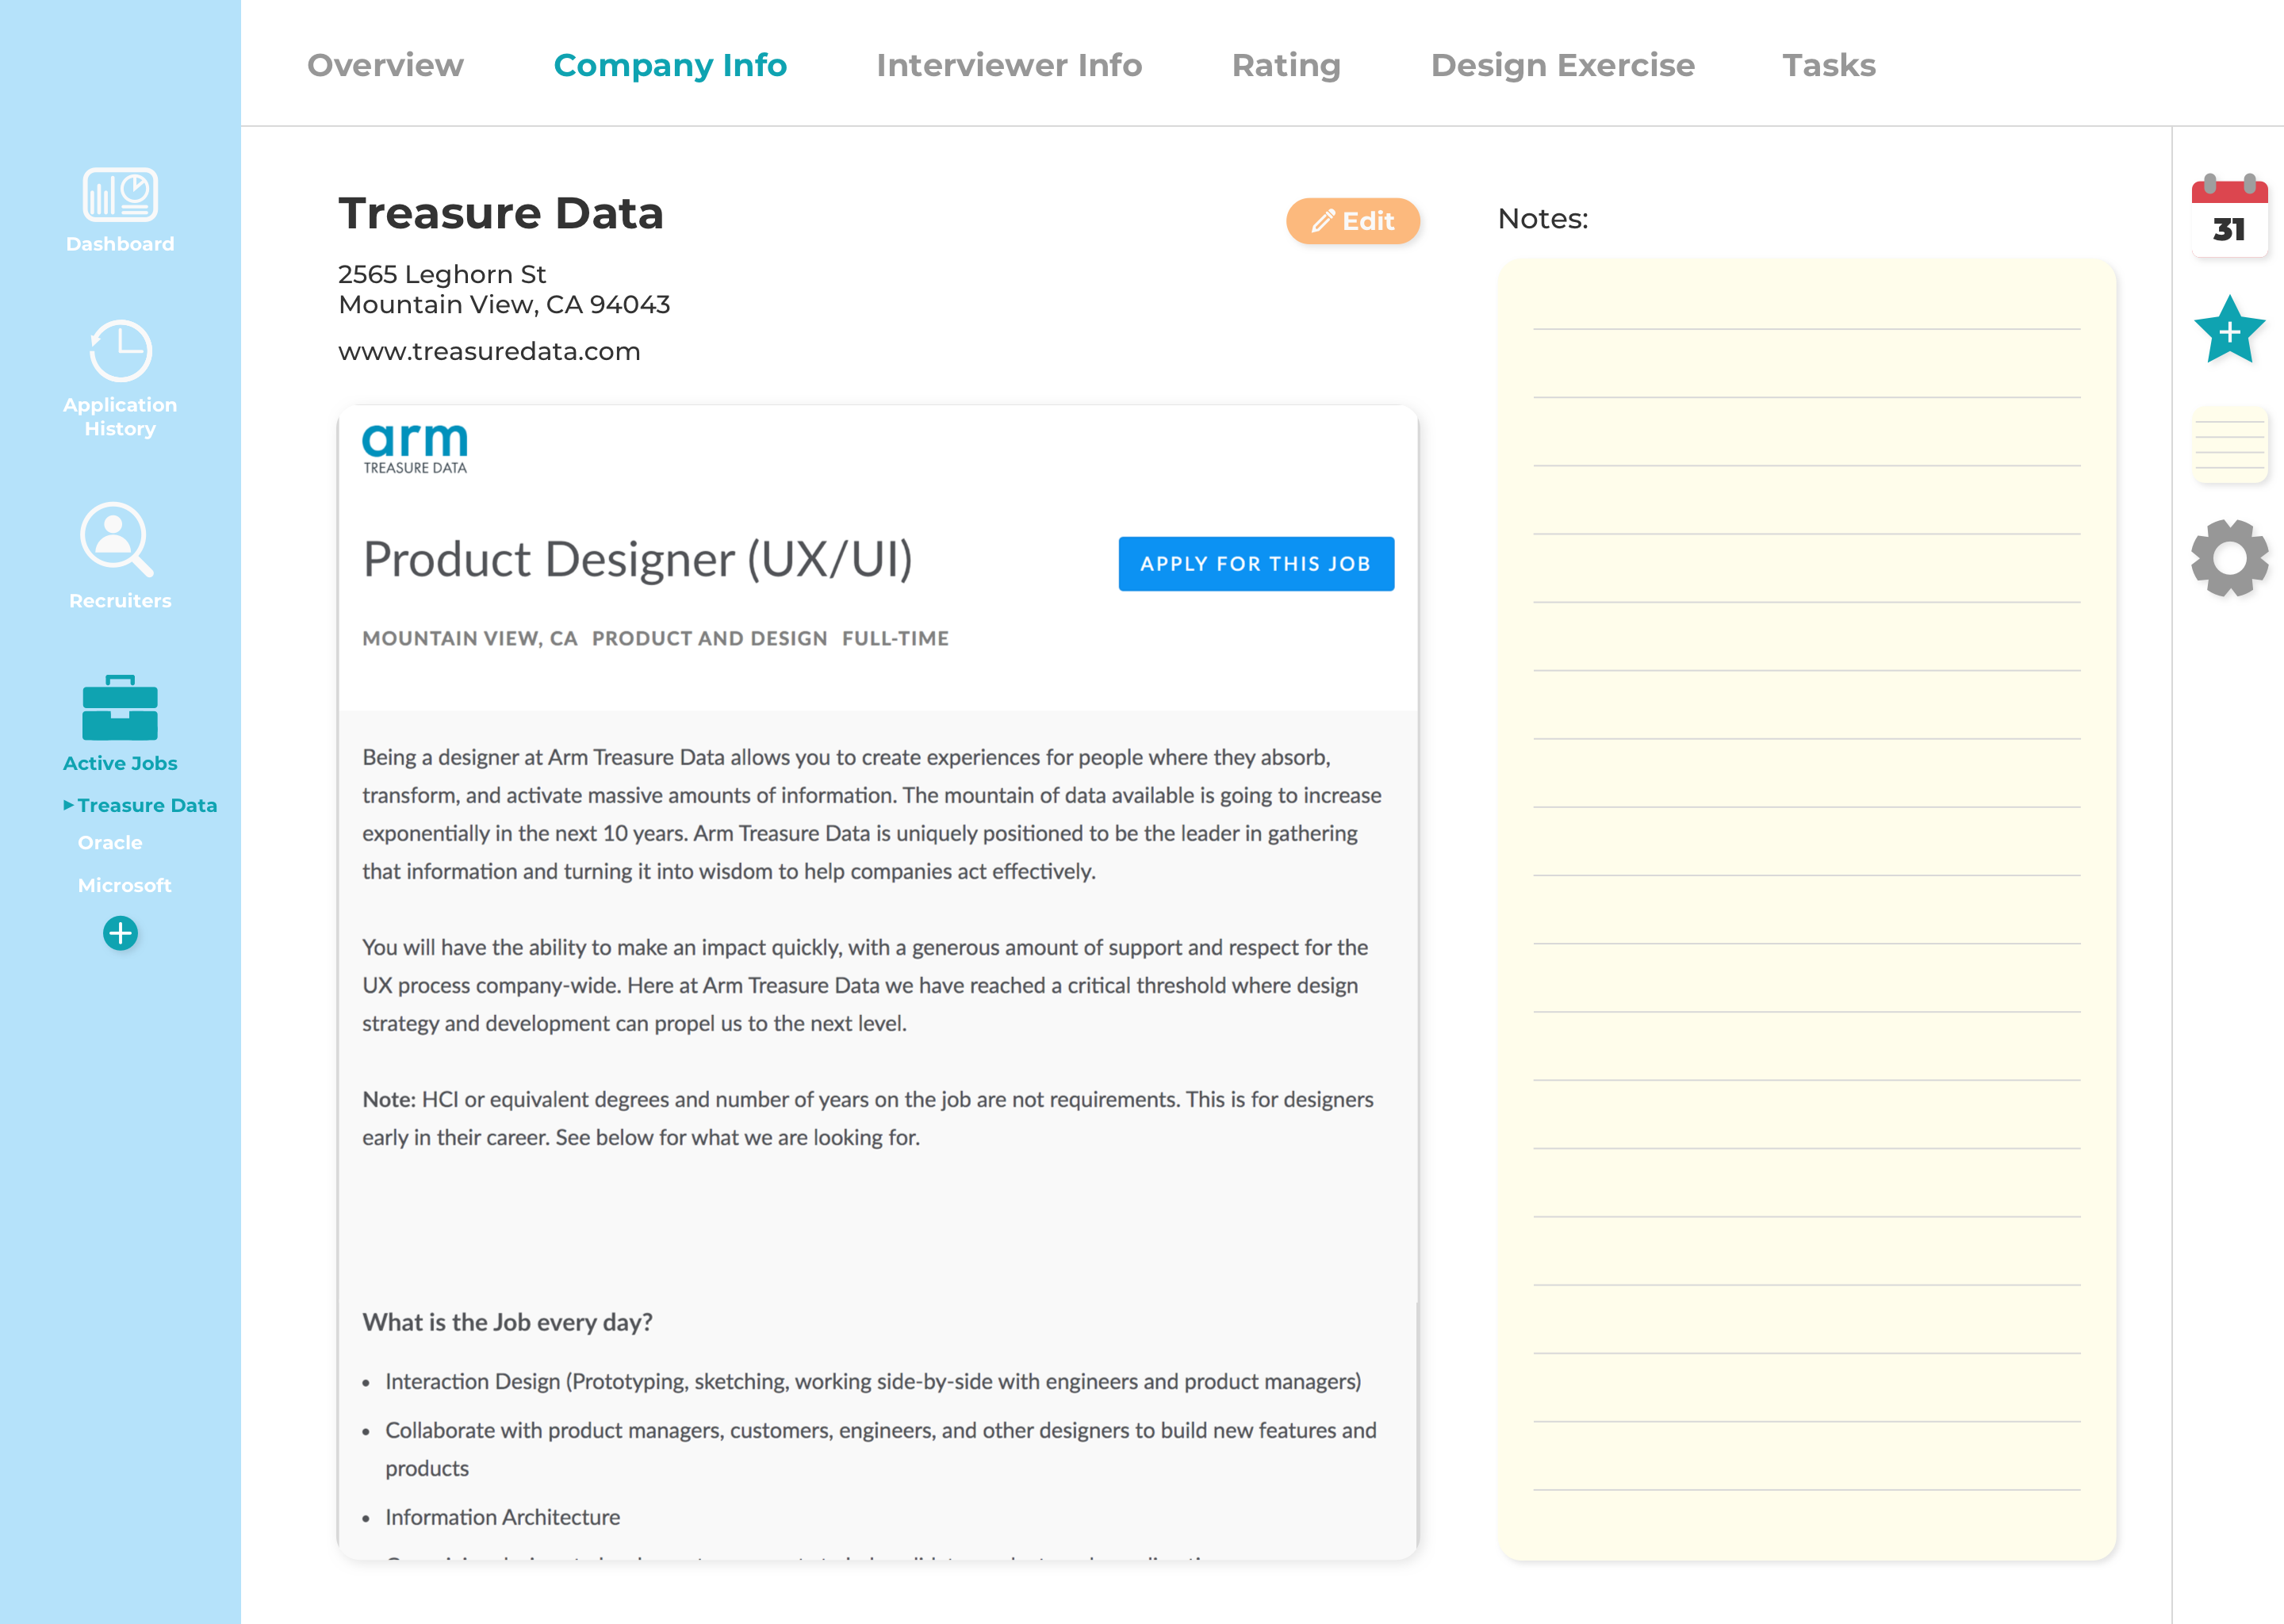 Overview
Company Info
Interviewer Info
Rating
Design Exercise
Tasks
Dashboard
Application
History
Recruiters
Active Jobs
Treasure Data
Oracle
Microsoft
Treasure Data
Edit
2565 Leghorn St
Mountain View, CA 94043
www.treasuredata.com
arm
TREASURE DATA
Product Designer (UX/UI)
APPLY FOR THIS JOB
MOUNTAIN VIEW, CA PRODUCT AND DESIGN FULL-TIME
Being a designer at Arm Treasure Data allows you to create experiences for people where they absorb,
transform, and activate massive amounts of information. The mountain of data available is going to increase
exponentially in the next 10 years. Arm Treasure Data is uniquely positioned to be the leader in gathering
that information and turning it into wisdom to help companies act effectively.
You will have the ability to make an impact quickly, with a generous amount of support and respect for the
UX process company-wide. Here at Arm Treasure Data we have reached a critical threshold where design
strategy and development can propel us to the next level.
Note: HCI or equivalent degrees and number of years on the job are not requirements. This is for designers
early in their career. See below for what we are looking for.
What is the Job every day?
• Interaction Design (Prototyping, sketching, working side-by-side with engineers and product managers)
• Collaborate with product managers, customers, engineers, and other designers to build new features and
products
• Information Architecture
Notes:
31